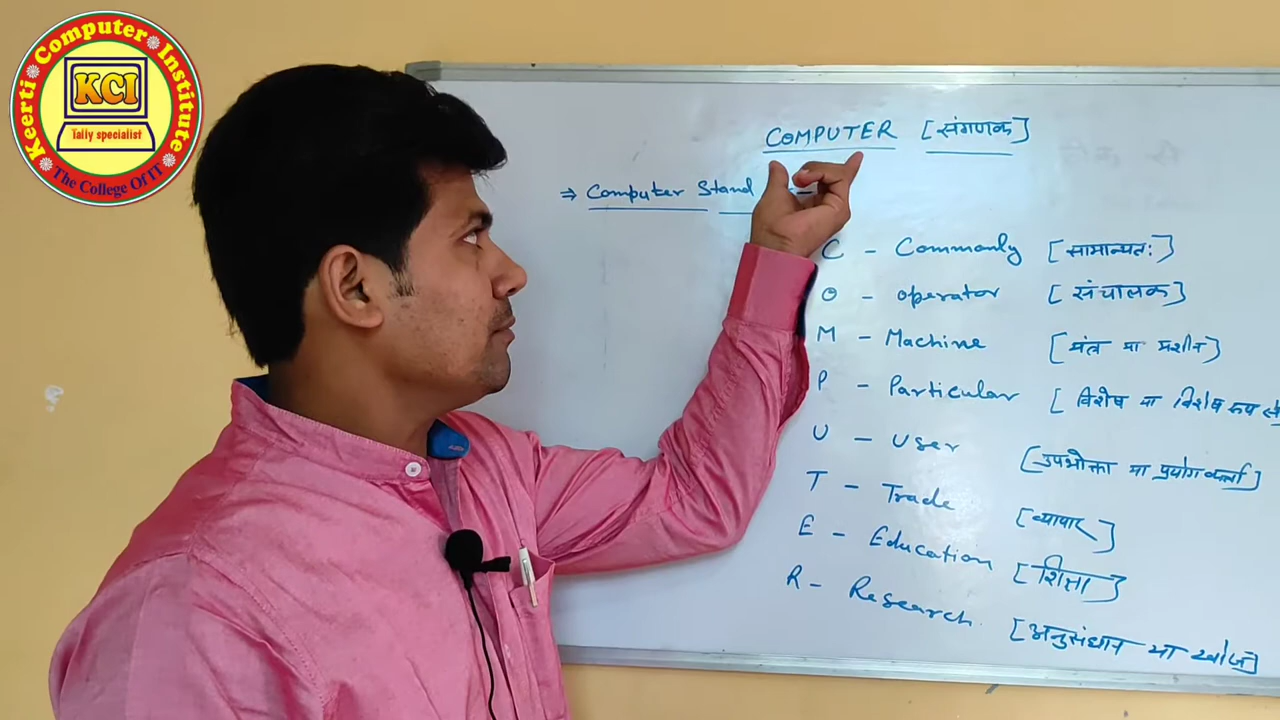 Keerti Computer Institute
KCI
Tally specialist
The College Of IT
COMPUTER [संगणक]
⇒ Computer Stand
C - Commonly [सामान्यतः]
O - Operator [संचालक]
M - Machine [यंत्र या मशीन]
P - Particular [विशेष या विशेष रूप से
U - User [उपभोक्ता या प्रयोगकर्ता]
T - Trade [व्यापार]
E - Education [शिक्षा]
R - Research. [अनुसंधान या खोज]